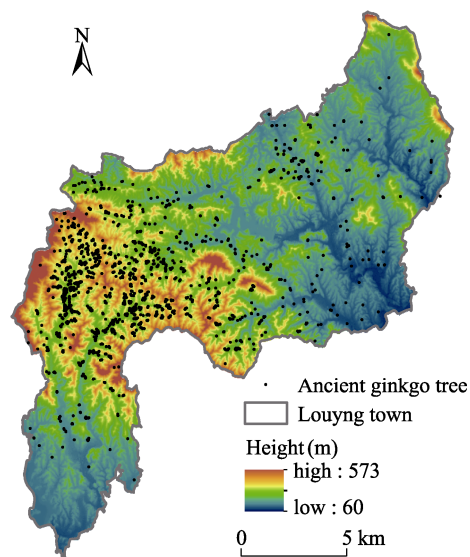 N
Ancient ginkgo tree
Louyng town
Height (m)
high : 573
low : 60
0 5 km